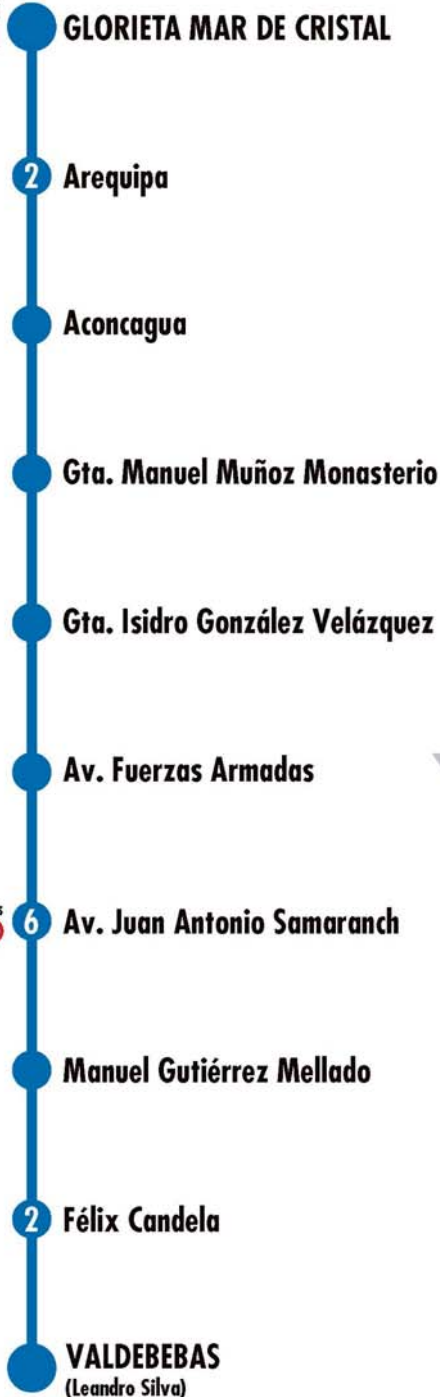 GLORIETA MAR DE CRISTAL
2 Arequipa
Aconcagua
Gta. Manuel Muñoz Monasterio
Gta. Isidro González Velázquez
Av. Fuerzas Armadas
6 Av. Juan Antonio Samaranch
Manuel Gutiérrez Mellado
2 Félix Candela
VALDEBEBAS
(Leandro Silva)